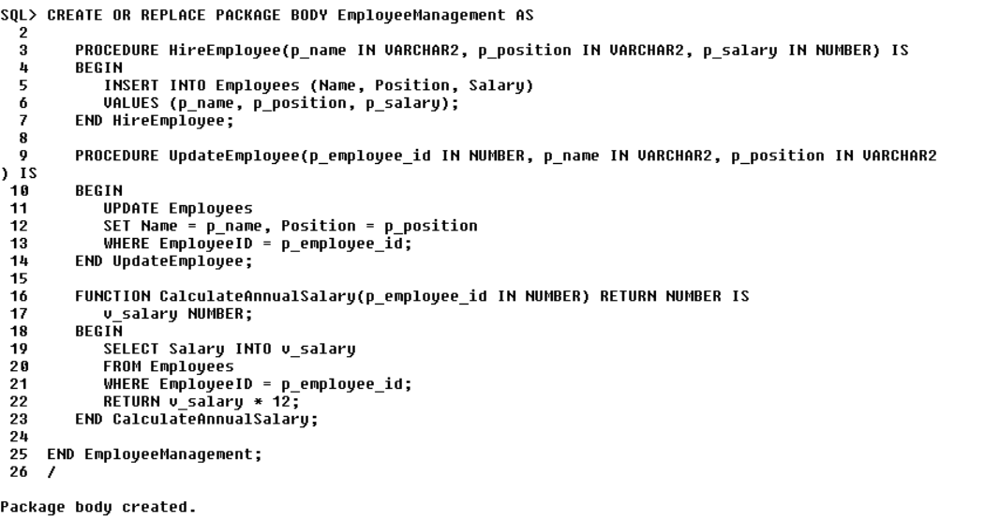 SQL> CREATE OR REPLACE PACKAGE BODY EmployeeManagement AS
  2
  3     PROCEDURE HireEmployee(p_name IN VARCHAR2, p_position IN VARCHAR2, p_salary IN NUMBER) IS
  4     BEGIN
  5        INSERT INTO Employees (Name, Position, Salary)
  6        VALUES (p_name, p_position, p_salary);
  7     END HireEmployee;
  8
  9     PROCEDURE UpdateEmployee(p_employee_id IN NUMBER, p_name IN VARCHAR2, p_position IN VARCHAR2
) IS
 10     BEGIN
 11        UPDATE Employees
 12        SET Name = p_name, Position = p_position
 13        WHERE EmployeeID = p_employee_id;
 14     END UpdateEmployee;
 15
 16     FUNCTION CalculateAnnualSalary(p_employee_id IN NUMBER) RETURN NUMBER IS
 17        v_salary NUMBER;
 18     BEGIN
 19        SELECT Salary INTO v_salary
 20        FROM Employees
 21        WHERE EmployeeID = p_employee_id;
 22        RETURN v_salary * 12;
 23     END CalculateAnnualSalary;
 24
 25  END EmployeeManagement;
 26  /
Package body created.